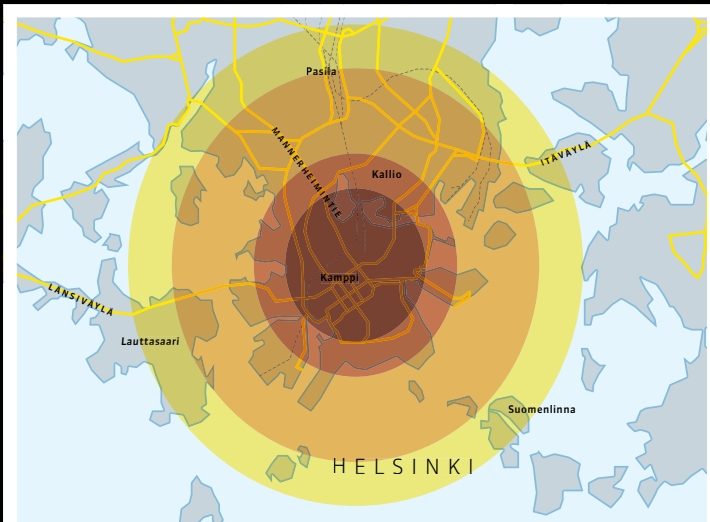 Pasila
MANNERHEIMINTIE
ITÄVÄYLÄ
Kallio
Kamppi
LÄNSIVÄYLÄ
Lauttasaari
Suomenlinna
HELSINKI